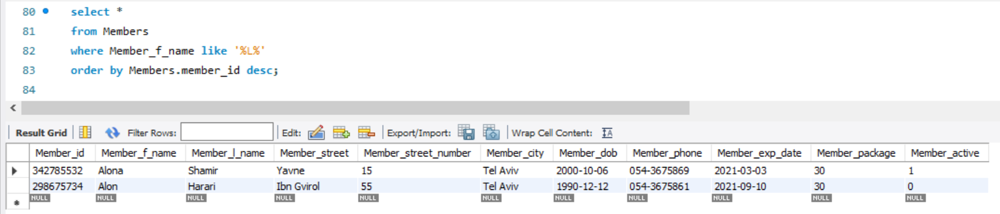 80 select *
81 from Members
82 where Member_f_name like '%L%'
83 order by Members.member_id desc;
84
Result Grid Filter Rows: Edit: Export/Import: Wrap Cell Content: IA
Member_id Member_f_name Member_l_name Member_street Member_street_number Member_city Member_dob Member_phone Member_exp_date Member_package Member_active
342785532 Alona Shamir Yavne 15 Tel Aviv 2000-10-06 054-3675869 2021-03-03 30 1
298675734 Alon Harari Ibn Gvirol 55 Tel Aviv 1990-12-12 054-3675861 2021-09-10 30 0
NULL NULL NULL NULL NULL NULL NULL NULL NULL NULL NULL